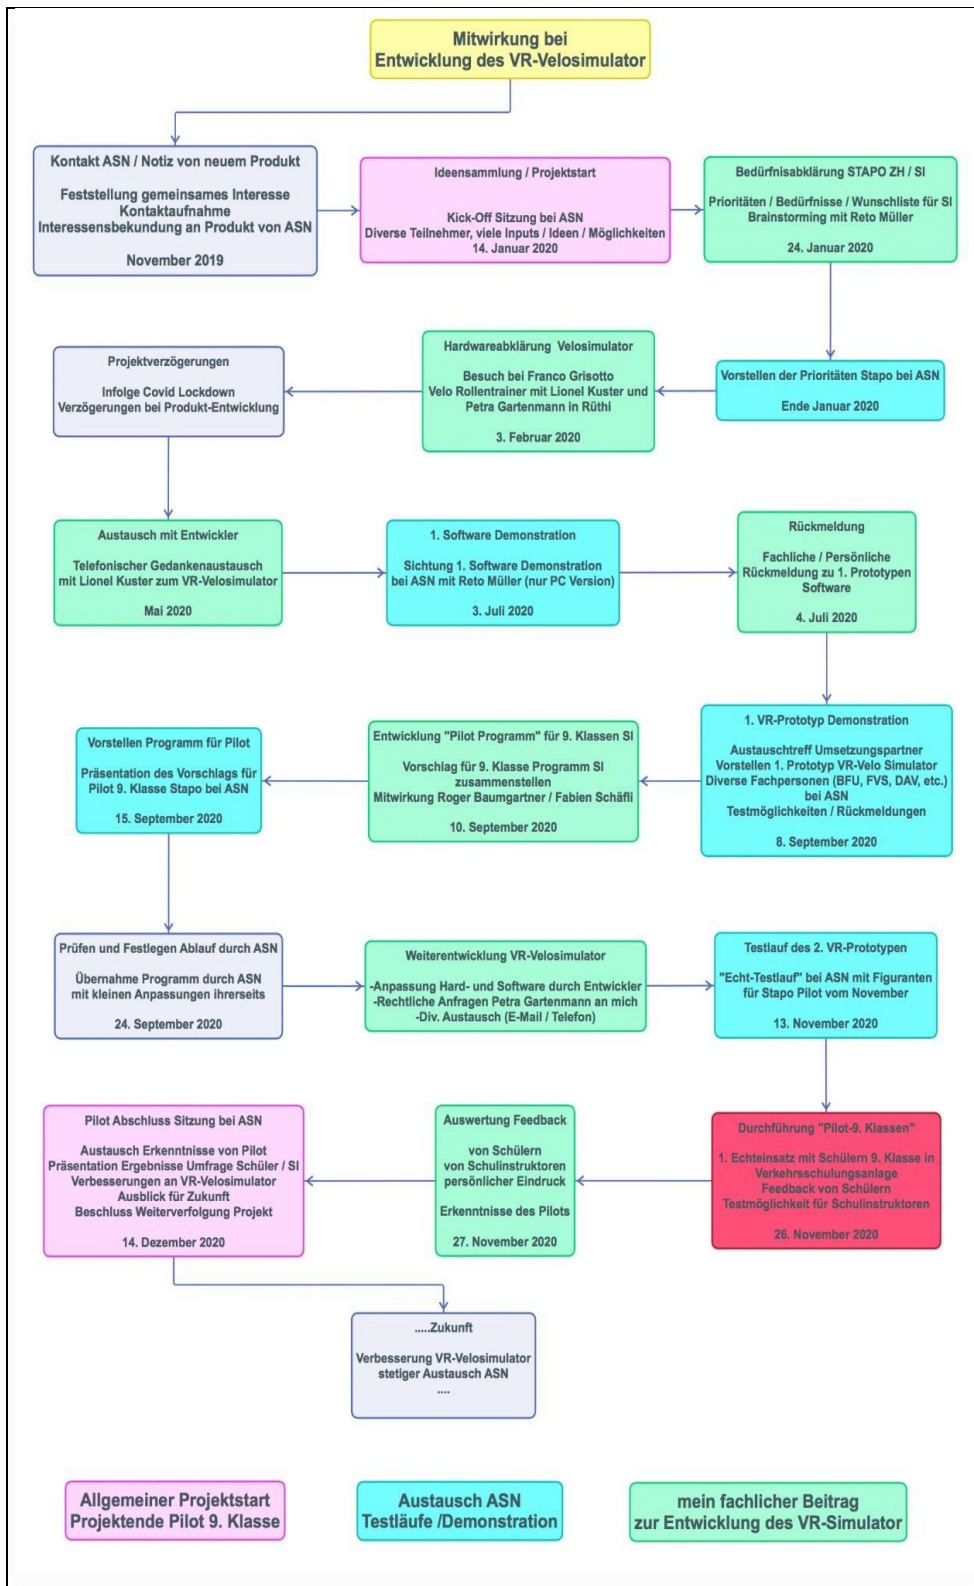 Mitwirkung bei
Entwicklung des VR-Velosimulator
Kontakt ASN / Notiz von neuem Produkt
Feststellung gemeinsames Interesse
Kontaktaufnahme
Interessensbekundung an Produkt von ASN
November 2019
Ideensammlung / Projektstart
Kick-Off Sitzung bei ASN
Diverse Teilnehmer, viele Inputs / Ideen / Möglichkeiten
14. Januar 2020
Bedürfnisabklärung STAPO ZH / SI
Prioritäten / Bedürfnisse / Wunschliste für SI
Brainstorming mit Reto Müller
24. Januar 2020
Vorstellen der Prioritäten Stapo bei ASN
Ende Januar 2020
Hardwareabklärung Velosimulator
Besuch bei Franco Grisotto
Velo Rollentrainer mit Lionel Kuster und
Petra Gartenmann in Rüthi
3. Februar 2020
Projektverzögerungen
Infolge Covid Lockdown
Verzögerungen bei Produkt-Entwicklung
Austausch mit Entwickler
Telefonischer Gedankenaustausch
mit Lionel Kuster zum VR-Velosimulator
Mai 2020
1. Software Demonstration
Sichtung 1. Software Demonstration
bei ASN mit Reto Müller (nur PC Version)
3. Juli 2020
Rückmeldung
Fachliche / Persönliche
Rückmeldung zu 1. Prototypen
Software
4. Juli 2020
1. VR-Prototyp Demonstration
Austauschtreff Umsetzungspartner
Vorstellen 1. Prototyp VR-Velo Simulator
Diverse Fachpersonen (BFU, FVS, DAV, etc.)
bei ASN
Testmöglichkeiten / Rückmeldungen
8. September 2020
Entwicklung "Pilot Programm" für 9. Klassen SI
Vorschlag für 9. Klasse Programm SI
zusammenstellen
Mitwirkung Roger Baumgartner / Fabien Schäfli
10. September 2020
Vorstellen Programm für Pilot
Präsentation des Vorschlags für
Pilot 9. Klasse Stapo bei ASN
15. September 2020
Prüfen und Festlegen Ablauf durch ASN
Übernahme Programm durch ASN
mit kleinen Anpassungen ihrerseits
24. September 2020
Weiterentwicklung VR-Velosimulator
-Anpassung Hard- und Software durch Entwickler
-Rechtliche Anfragen Petra Gartenmann an mich
-Div. Austausch (E-Mail / Telefon)
Testlauf des 2. VR-Prototypen
"Echt-Testlauf" bei ASN mit Figuranten
für Stapo Pilot vom November
13. November 2020
Durchführung "Pilot-9. Klassen"
1. Echteinsatz mit Schülern 9. Klasse in
Verkehrsschulungsanlage
Feedback von Schülern
Testmöglichkeit für Schulinstruktoren
26. November 2020
Auswertung Feedback
von Schülern
von Schulinstruktoren
persönlicher Eindruck
Erkenntnisse des Pilots
27. November 2020
Pilot Abschluss Sitzung bei ASN
Austausch Erkenntnisse von Pilot
Präsentation Ergebnisse Umfrage Schüler / SI
Verbesserungen an VR-Velosimulator
Ausblick für Zukunft
Beschluss Weiterverfolgung Projekt
14. Dezember 2020
.....Zukunft
Verbesserung VR-Velosimulator
stetiger Austausch ASN
....
Allgemeiner Projektstart
Projektende Pilot 9. Klasse
Austausch ASN
Testläufe /Demonstration
mein fachlicher Beitrag
zur Entwicklung des VR-Simulator